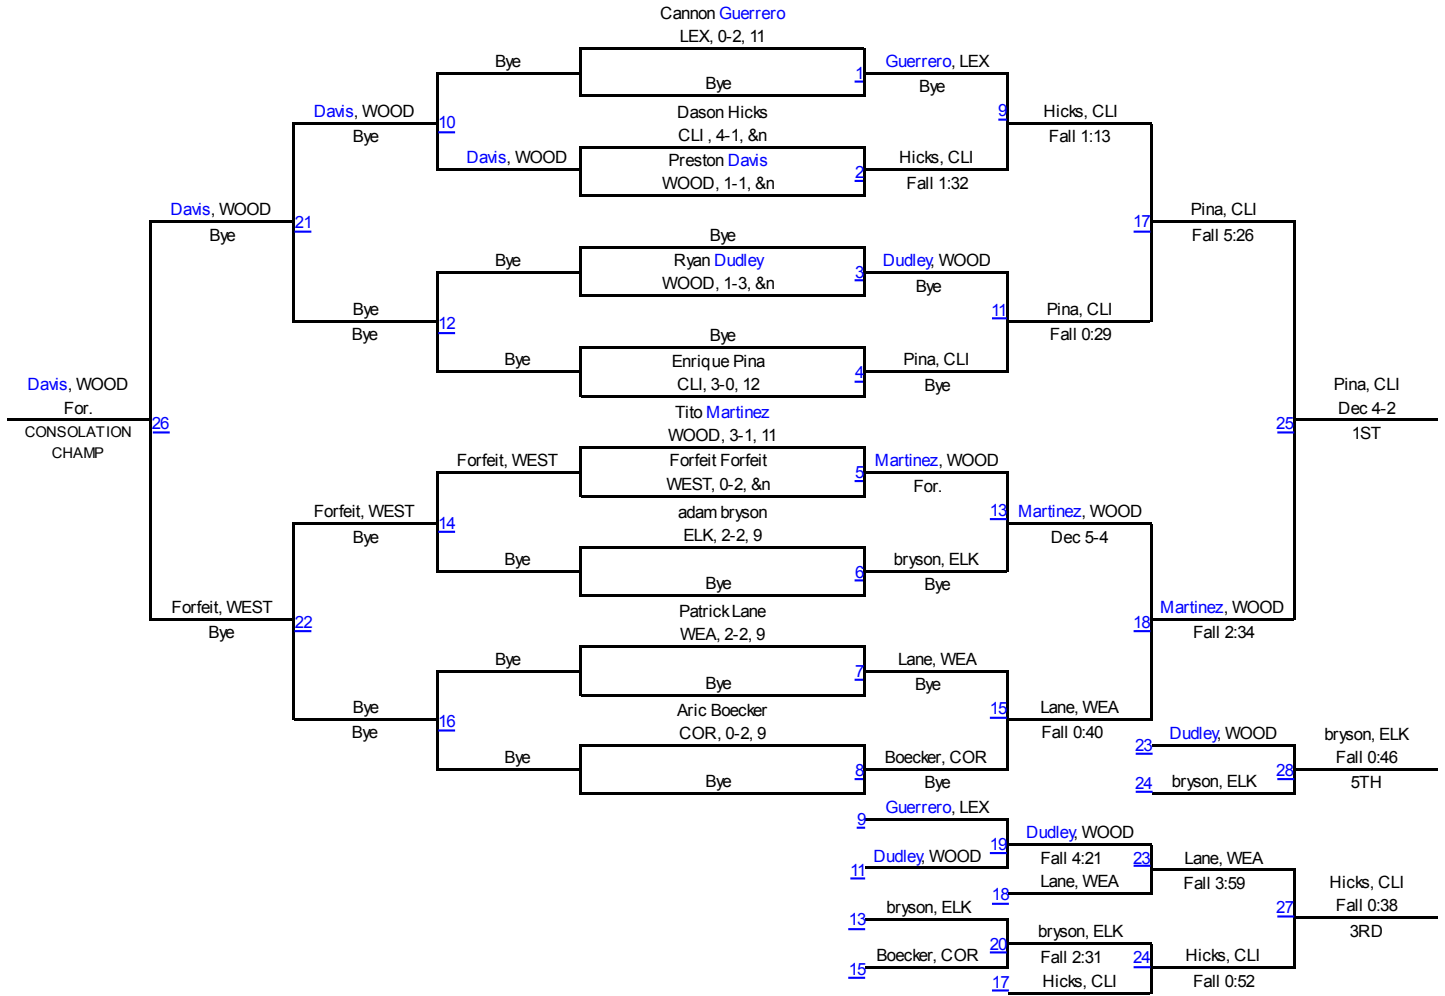 Cannon Guerrero
LEX, 0-2, 11
Bye
Bye
1
Guerrero, LEX
Bye
Davis, WOOD
Bye
10
Dason Hicks
CLI , 4-1, &n
9
Hicks, CLI
Fall 1:13
Davis, WOOD
Preston Davis
WOOD, 1-1, &n
2
Hicks, CLI
Fall 1:32
Davis, WOOD
Bye
21
17
Pina, CLI
Fall 5:26
Bye
Bye
Ryan Dudley
WOOD, 1-3, &n
3
Dudley, WOOD
Bye
Bye
Bye
12
11
Pina, CLI
Fall 0:29
Bye
Bye
Enrique Pina
CLI, 3-0, 12
4
Pina, CLI
Bye
Davis, WOOD
For.
CONSOLATION
CHAMP
26
25
Pina, CLI
Dec 4-2
1ST
Tito Martinez
WOOD, 3-1, 11
Forfeit, WEST
Forfeit Forfeit
WEST, 0-2, &n
5
Martinez, WOOD
For.
Forfeit, WEST
Bye
14
adam bryson
ELK, 2-2, 9
13
Martinez, WOOD
Dec 5-4
Bye
Bye
6
bryson, ELK
Bye
Forfeit, WEST
Bye
22
18
Martinez, WOOD
Fall 2:34
Patrick Lane
WEA, 2-2, 9
Bye
Bye
7
Lane, WEA
Bye
Bye
Bye
16
Aric Boecker
COR, 0-2, 9
15
Lane, WEA
Fall 0:40
Bye
Bye
8
Boecker, COR
Bye
23
Dudley, WOOD
24
bryson, ELK
28
bryson, ELK
Fall 0:46
5TH
9
Guerrero, LEX
11
Dudley, WOOD
19
Dudley, WOOD
Fall 4:21
18
Lane, WEA
23
Lane, WEA
Fall 3:59
13
bryson, ELK
15
Boecker, COR
20
bryson, ELK
Fall 2:31
17
Hicks, CLI
24
Hicks, CLI
Fall 0:52
27
Hicks, CLI
Fall 0:38
3RD